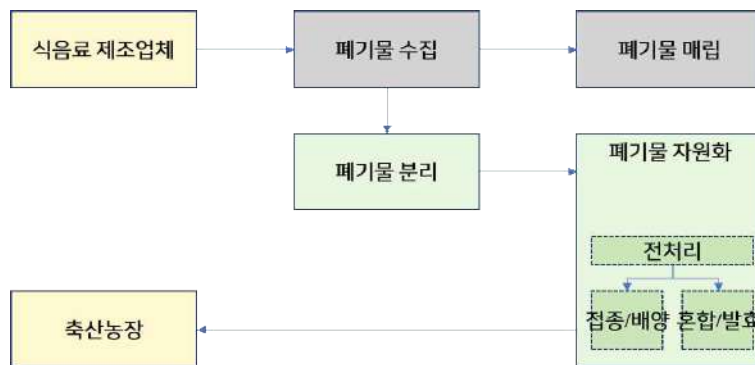 식음료 제조업체
폐기물 수집
폐기물 매립
폐기물 분리
폐기물 자원화
전처리
접종/배양
혼합/발효
축산농장